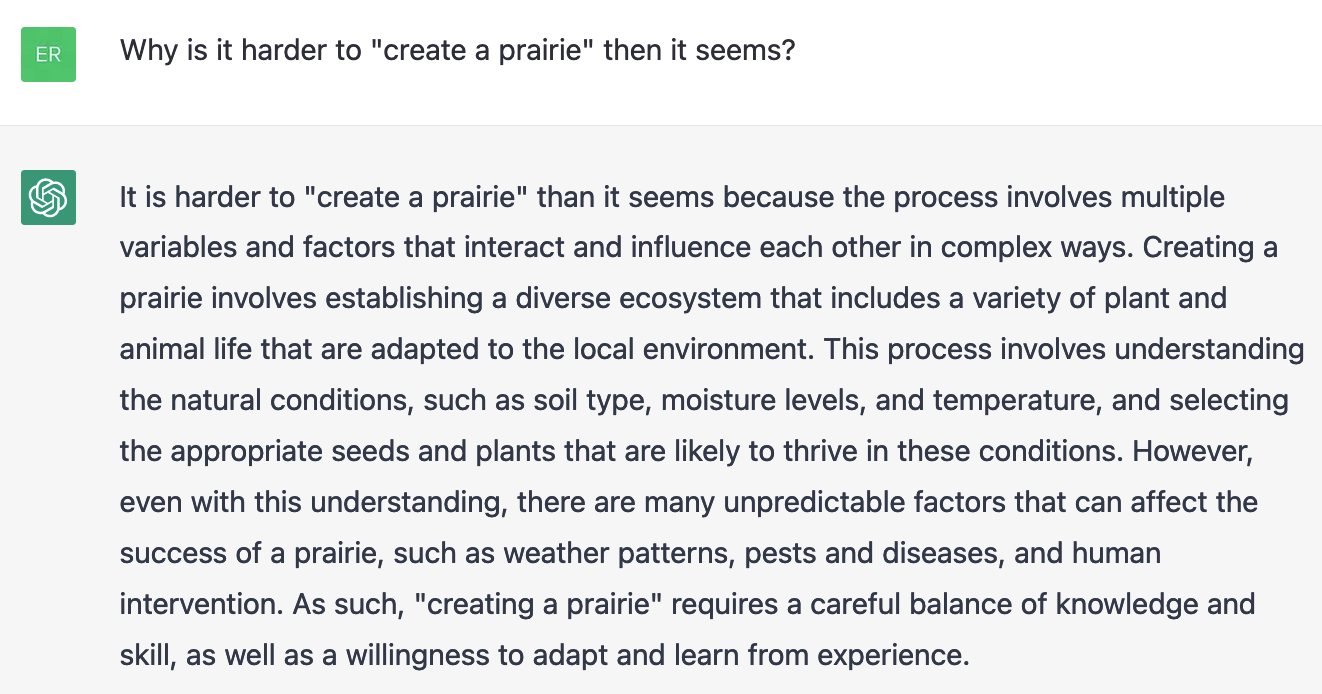 ER
Why is it harder to "create a prairie" then it seems?
It is harder to "create a prairie" than it seems because the process involves multiple
variables and factors that interact and influence each other in complex ways. Creating a
prairie involves establishing a diverse ecosystem that includes a variety of plant and
animal life that are adapted to the local environment. This process involves understanding
the natural conditions, such as soil type, moisture levels, and temperature, and selecting
the appropriate seeds and plants that are likely to thrive in these conditions. However,
even with this understanding, there are many unpredictable factors that can affect the
success of a prairie, such as weather patterns, pests and diseases, and human
intervention. As such, "creating a prairie" requires a careful balance of knowledge and
skill, as well as a willingness to adapt and learn from experience.